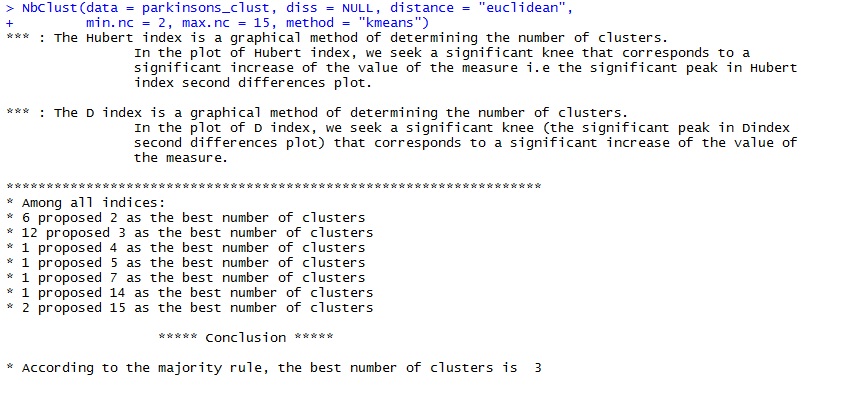 > NbClust(data = parkinsons_clust, diss = NULL, distance = "euclidean",
+         min.nc = 2, max.nc = 15, method = "kmeans")
*** : The Hubert index is a graphical method of determining the number of clusters.
                In the plot of Hubert index, we seek a significant knee that corresponds to a
                significant increase of the value of the measure i.e the significant peak in Hubert
                index second differences plot.

*** : The D index is a graphical method of determining the number of clusters.
                In the plot of D index, we seek a significant knee (the significant peak in Dindex
                second differences plot) that corresponds to a significant increase of the value of
                the measure.

*******************************************************************
* Among all indices:
* 6 proposed 2 as the best number of clusters
* 12 proposed 3 as the best number of clusters
* 1 proposed 4 as the best number of clusters
* 1 proposed 5 as the best number of clusters
* 1 proposed 7 as the best number of clusters
* 1 proposed 14 as the best number of clusters
* 2 proposed 15 as the best number of clusters

                   ***** Conclusion *****

* According to the majority rule, the best number of clusters is  3